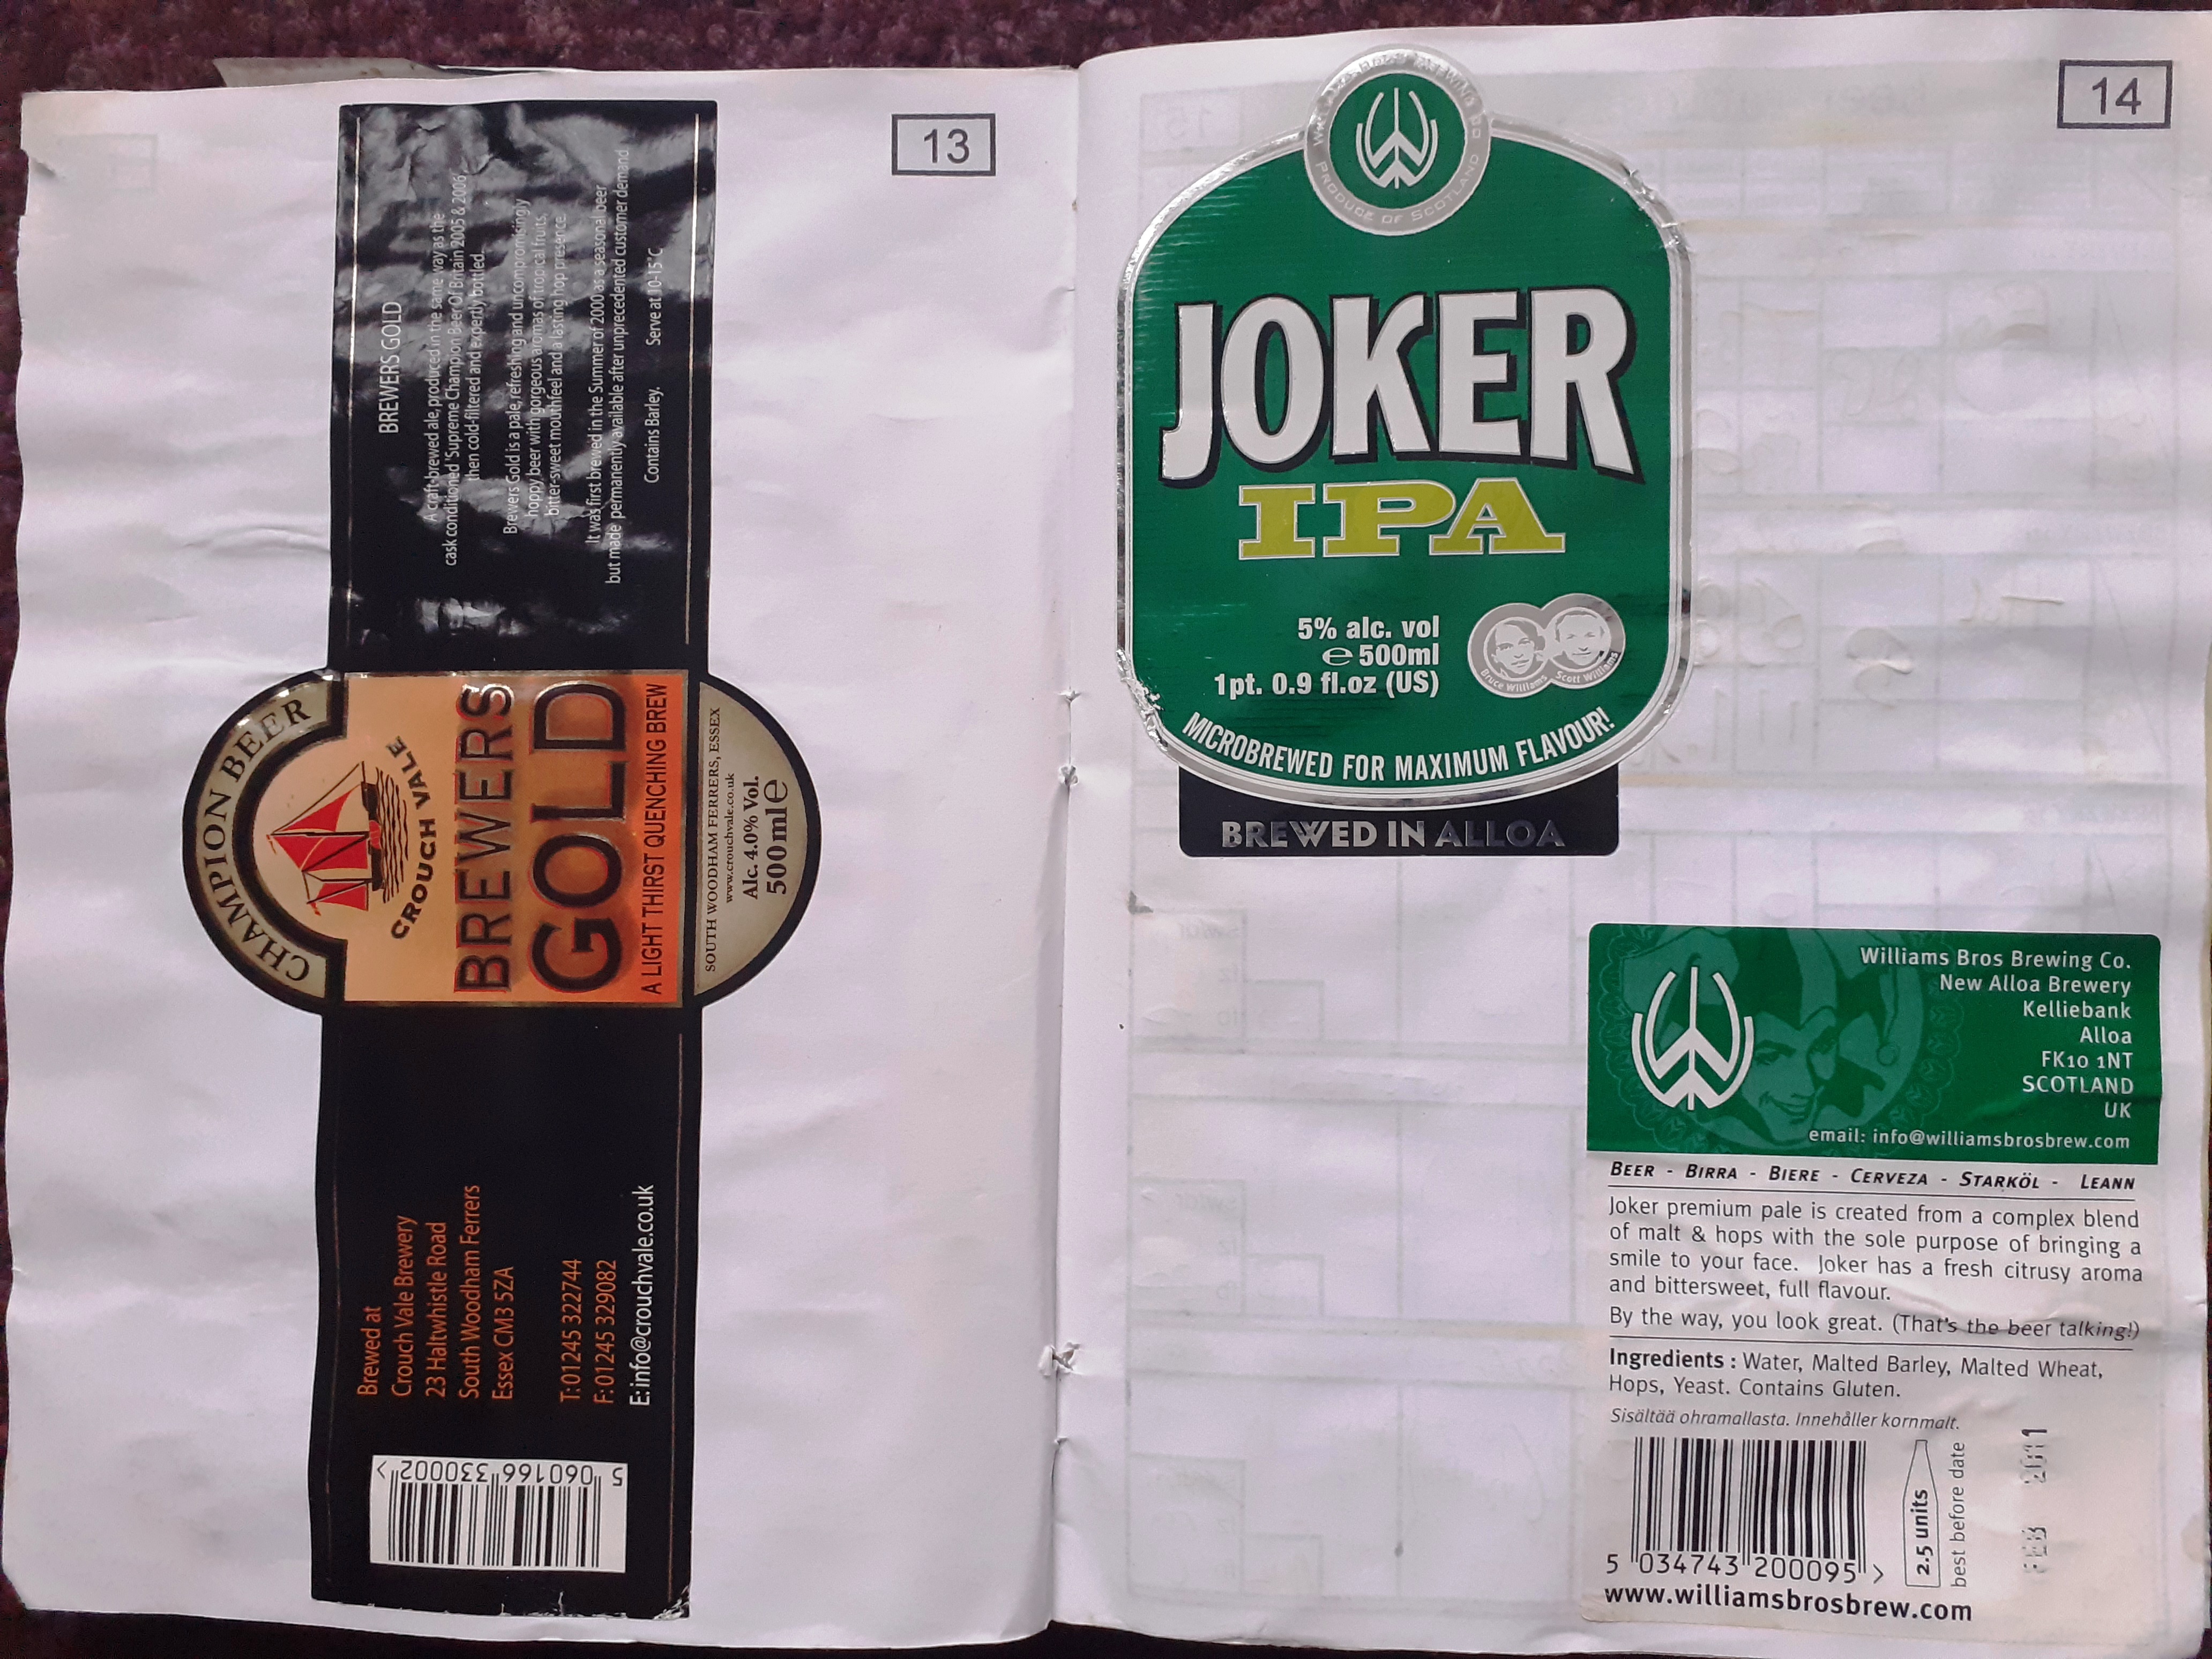 13
BREWERS GOLD
A craft-brewed ale, produced in the same way as the
cask conditioned 'Supreme Champion Beer Of Britain 2005 & 2006'
then cold-filtered and expertly bottled.
Brewers Gold is a pale, refreshing and uncompromisingly
hoppy beer with gorgeous aromas of tropical fruits,
bitter-sweet mouthfeel and a lasting hop presence.
It was first brewed in the Summer of 2000 as a seasonal beer
but made permanently available after unprecedented customer demand
Contains Barley. Serve at 10-15°C
CHAMPION BEER
CROUCH VALE
BREWERS
GOLD
A LIGHT THIRST QUENCHING BREW
SOUTH WOODHAM FERRERS, ESSEX
www.crouchvale.co.uk
Alc. 4.0% Vol.
500ml e
Brewed at
Crouch Vale Brewery
23 Haltwhistle Road
South Woodham Ferrers
Essex CM3 5ZA
T: 01245 322744
F: 01245 329082
E: info@crouchvale.co.uk
5 060166 330002 >
14
PRODUCE OF SCOTLAND
JOKER
IPA
5% alc. vol
e 500ml
1pt. 0.9 fl.oz (US)
Bruce Williams Scott Williams
MICROBREWED FOR MAXIMUM FLAVOUR!
BREWED IN ALLOA
Williams Bros Brewing Co.
New Alloa Brewery
Kelliebank
Alloa
FK10 1NT
SCOTLAND
UK
email: info@williamsbrosbrew.com
BEER - BIRRA - BIERE - CERVEZA - STARKÖL - LEANN
Joker premium pale is created from a complex blend
of malt & hops with the sole purpose of bringing a
smile to your face. Joker has a fresh citrusy aroma
and bittersweet, full flavour.
By the way, you look great. (That's the beer talking!)
Ingredients : Water, Malted Barley, Malted Wheat,
Hops, Yeast. Contains Gluten.
Sisältää ohramallasta. Innehåller kornmalt.
5 034743 200095 >
2.5 units
best before date
FEB 2011
www.williamsbrosbrew.com